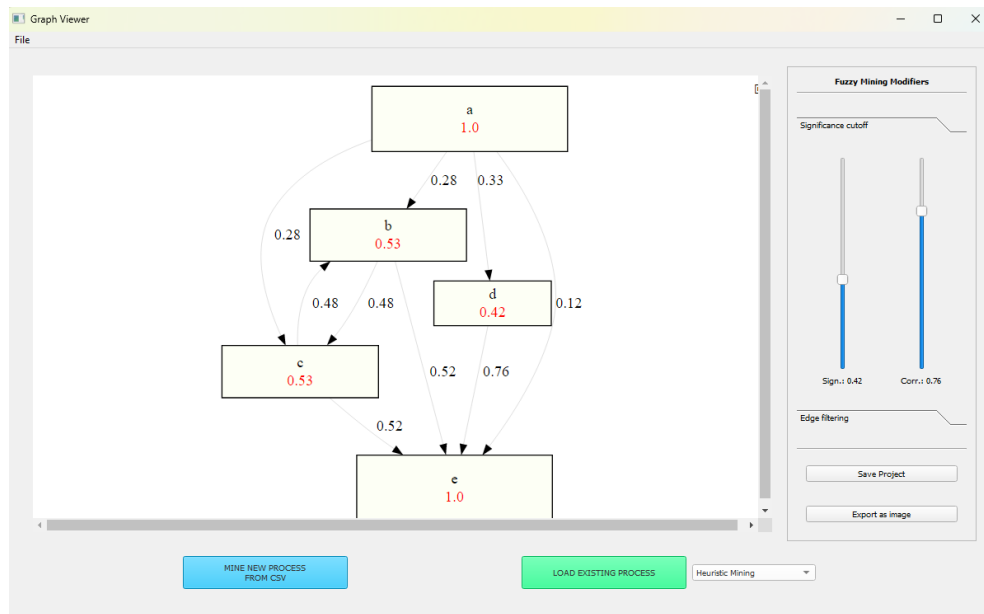 Graph Viewer
File
a
1.0
0.28
0.33
b
0.53
0.28
d
0.42
0.48
0.48
0.12
c
0.53
0.52
0.76
0.52
e
1.0
Fuzzy Mining Modifiers
Significance cutoff
Sign.: 0.42
Corr.: 0.76
Edge filtering
Save Project
Export as image
MINE NEW PROCESS
FROM CSV
LOAD EXISTING PROCESS
Heuristic Mining